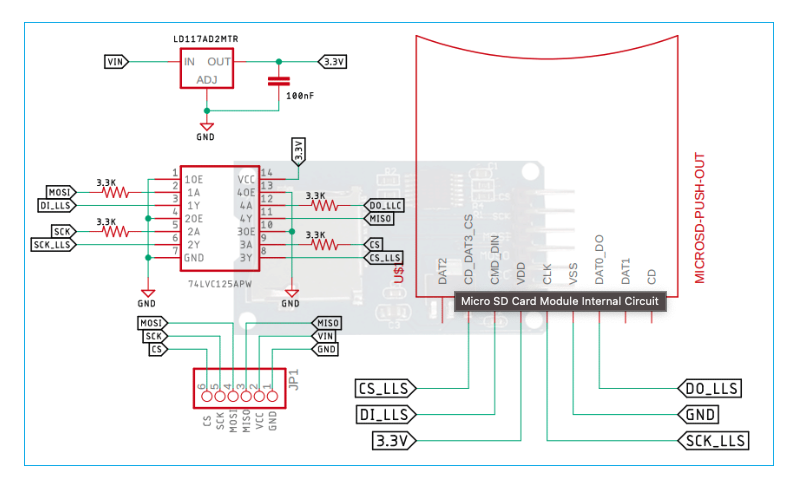 LD117AD2MTR
VIN
IN OUT
ADJ
3.3V
100nF
GND
3.3V
MOSI
3.3K
DI_LLS
SCK
3.3K
SCK_LLS
1 1OE VCC 14
2 1A 4OE 13
3 1Y 4A 12
4 2OE 4Y 11
5 2A 3OE 10
6 2Y 3A 9
7 GND 3Y 8
74LVC125APW
3.3K
DO_LLC
MISO
3.3K
CS
CS_LLS
GND
GND
MOSI
SCK
CS
MISO
VIN
GND
6 5 4 3 2 1
JP1
CS
SCK
MOSI
MISO
VCC
GND
U$1
MICROSD-PUSH-OUT
DAT2
CD_DAT3_CS
CMD_DIN
VDD
CLK
VSS
DAT0_DO
DAT1
CD
Micro SD Card Module Internal Circuit
CS_LLS
DI_LLS
3.3V
DO_LLS
GND
SCK_LLS